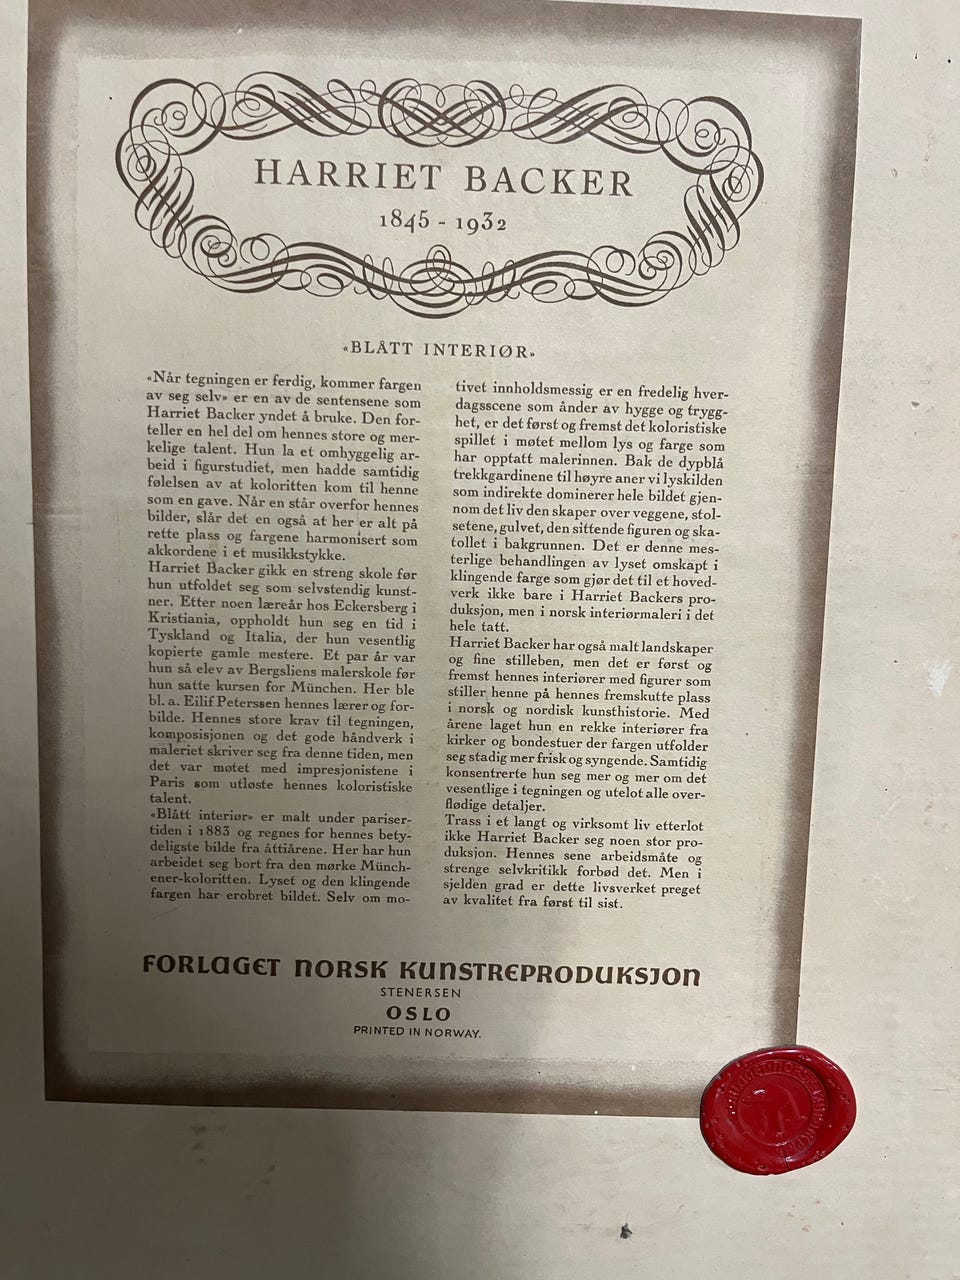 HARRIET BACKER
1845 - 1932
«BLÅTT INTERIØR»
«Når tegningen er ferdig, kommer fargen
av seg selv» er en av de sentensene som
Harriet Backer yndet å bruke. Den for-
teller en hel del om hennes store og mer-
kelige talent. Hun la et omhyggelig ar-
beid i figurstudiet, men hadde samtidig
følelsen av at koloritten kom til henne
som en gave. Når en står overfor hennes
bilder, slår det en også at her er alt på
rette plass og fargene harmonisert som
akkordene i et musikkstykke.
Harriet Backer gikk en streng skole før
hun utfoldet seg som selvstendig kunst-
ner. Etter noen læreår hos Eckersberg i
Kristiania, oppholdt hun seg en tid i
Tyskland og Italia, der hun vesentlig
kopierte gamle mestere. Et par år var
hun så elev av Bergsliens malerskole før
hun satte kursen for München. Her ble
bl. a. Eilif Peterssen hennes lærer og for-
bilde. Hennes store krav til tegningen,
komposisjonen og det gode håndverk i
maleriet skriver seg fra denne tiden, men
det var møtet med impresjonistene i
Paris som utløste hennes koloristiske
talent.
«Blått interiør» er malt under pariser-
tiden i 1883 og regnes for hennes bety-
deligste bilde fra åttiårene. Her har hun
arbeidet seg bort fra den mørke Münch-
ener-koloritten. Lyset og den klingende
fargen har erobret bildet. Selv om mo-
tivet innholdsmessig er en fredelig hver-
dagsscene som ånder av hygge og trygg-
het, er det først og fremst det koloristiske
spillet i møtet mellom lys og farge som
har opptatt malerinnen. Bak de dypblå
trekkgardinene til høyre aner vi lyskilden
som indirekte dominerer hele bildet gjen-
nom det liv den skaper over veggene, stol-
setene, gulvet, den sittende figuren og ska-
tollet i bakgrunnen. Det er denne mes-
terlige behandlingen av lyset omskapt i
klingende farge som gjør det til et hoved-
verk ikke bare i Harriet Backers pro-
duksjon, men i norsk interiørmaleri i det
hele tatt.
Harriet Backer har også malt landskaper
og fine stilleben, men det er først og
fremst hennes interiører med figurer som
stiller henne på hennes fremskutte plass
i norsk og nordisk kunsthistorie. Med
årene laget hun en rekke interiører fra
kirker og bondestuer der fargen utfolder
seg stadig mer frisk og syngende. Samtidig
konsentrerte hun seg mer og mer om det
vesentlige i tegningen og utelot alle over-
flødige detaljer.
Trass i et langt og virksomt liv etterlot
ikke Harriet Backer seg noen stor pro-
duksjon. Hennes sene arbeidsmåte og
strenge selvkritikk forbød det. Men i
sjelden grad er dette livsverket preget
av kvalitet fra først til sist.
FORLAGET NORSK KUNSTREPRODUKSJON
STENERSEN
OSLO
PRINTED IN NORWAY.